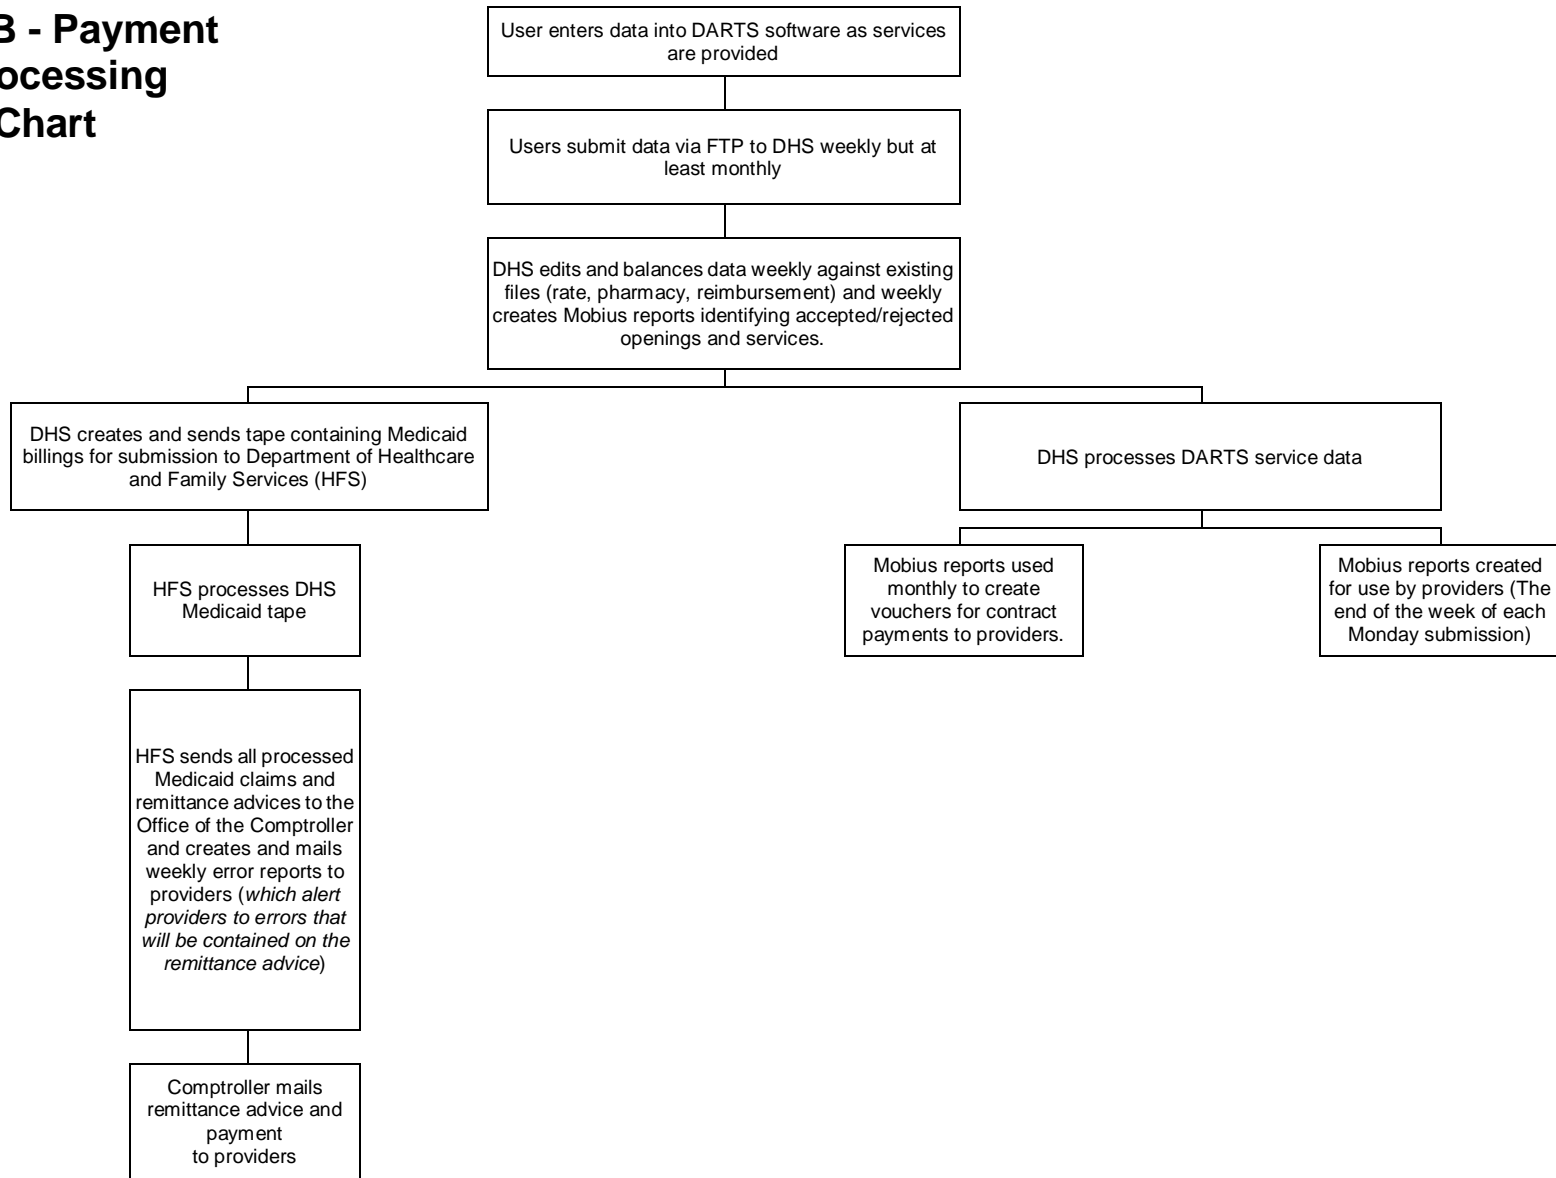 B - Payment
ocessing
Chart
User enters data into DARTS software as services
are provided
Users submit data via FTP to DHS weekly but at
least monthly
DHS edits and balances data weekly against existing
files (rate, pharmacy, reimbursement) and weekly
creates Mobius reports identifying accepted/rejected
openings and services.
DHS creates and sends tape containing Medicaid
billings for submission to Department of Healthcare
and Family Services (HFS)
DHS processes DARTS service data
HFS processes DHS
Medicaid tape
Mobius reports used
monthly to create
vouchers for contract
payments to providers.
Mobius reports created
for use by providers (The
end of the week of each
Monday submission)
HFS sends all processed
Medicaid claims and
remittance advices to the
Office of the Comptroller
and creates and mails
weekly error reports to
providers (which alert
providers to errors that
will be contained on the
remittance advice)
Comptroller mails
remittance advice and
payment
to providers